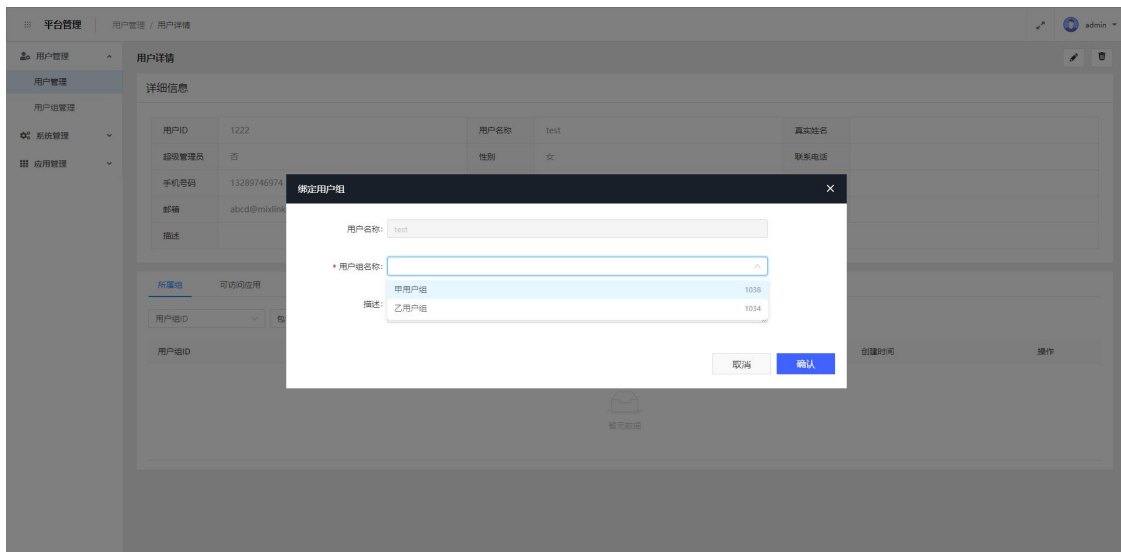 平台管理 用户管理 / 用户详情 admin
用户管理
用户管理
用户组管理
系统管理
应用管理
用户详情
详细信息
用户ID 1222 用户名称 test 真实姓名
超级管理员 否 性别 女 联系电话
手机号码 13289746974
邮箱 abcd@mixlink
描述
绑定用户组
用户名称: test
* 用户组名称:
甲用户组 1038
乙用户组 1034
描述:
取消 确认
所属组 可访问应用
用户组ID 包
用户组ID 创建时间 操作
暂无数据